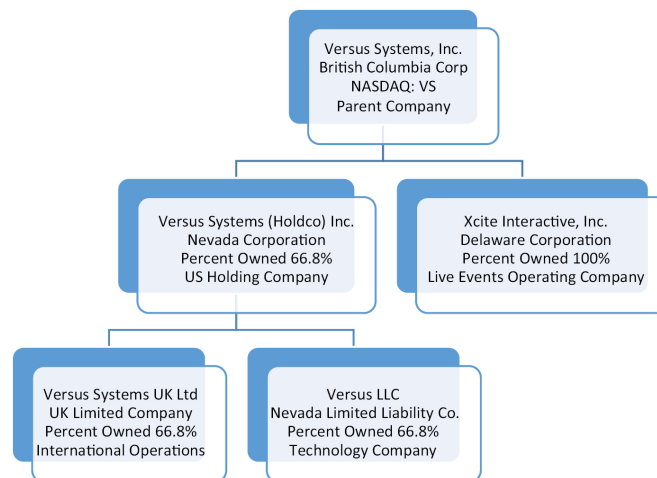 Versus Systems, Inc.
British Columbia Corp
NASDAQ: VS
Parent Company
Versus Systems (Holdco) Inc.
Nevada Corporation
Percent Owned 66.8%
US Holding Company
Xcite Interactive, Inc.
Delaware Corporation
Percent Owned 100%
Live Events Operating Company
Versus Systems UK Ltd
UK Limited Company
Percent Owned 66.8%
International Operations
Versus LLC
Nevada Limited Liability Co.
Percent Owned 66.8%
Technology Company